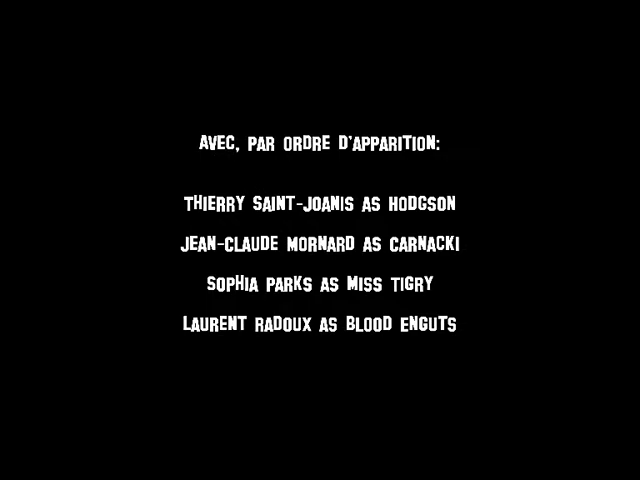 AVEC, PAR ORDRE D'APPARITION:
THIERRY SAINT-JOANIS AS HODGSON
JEAN-CLAUDE MORNARD AS CARNACKI
SOPHIA PARKS AS MISS TIGRY
LAURENT RADOUX AS BLOOD ENGUTS